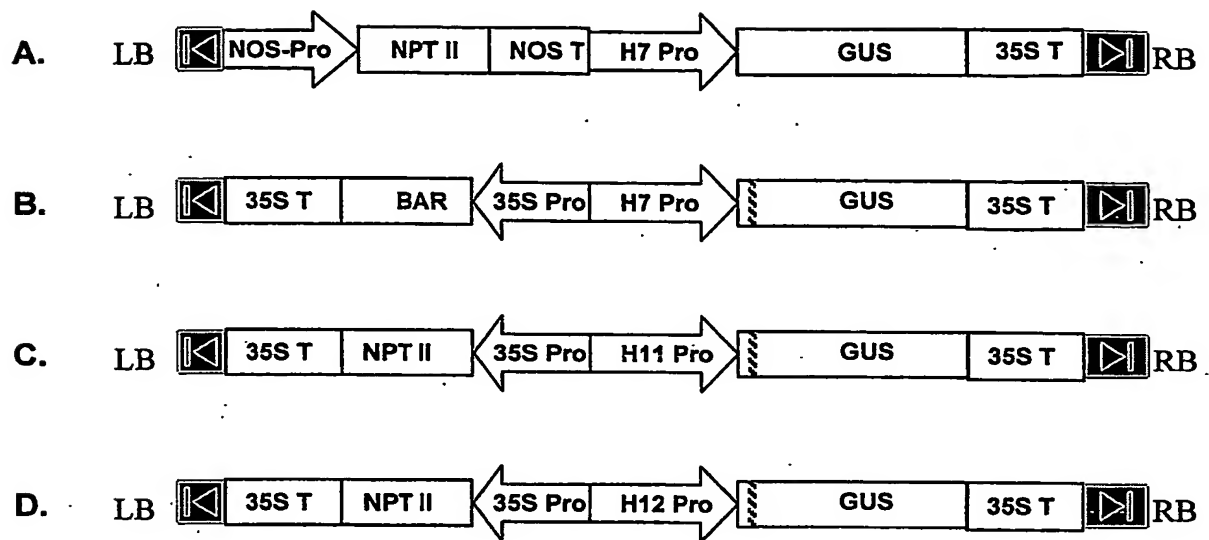 A. LB NOS-Pro NPT II NOS T H7 Pro GUS 35S T RB
B. LB 35S T BAR 35S Pro H7 Pro GUS 35S T RB
C. LB 35S T NPT II 35S Pro H11 Pro GUS 35S T RB
D. LB 35S T NPT II 35S Pro H12 Pro GUS 35S T RB